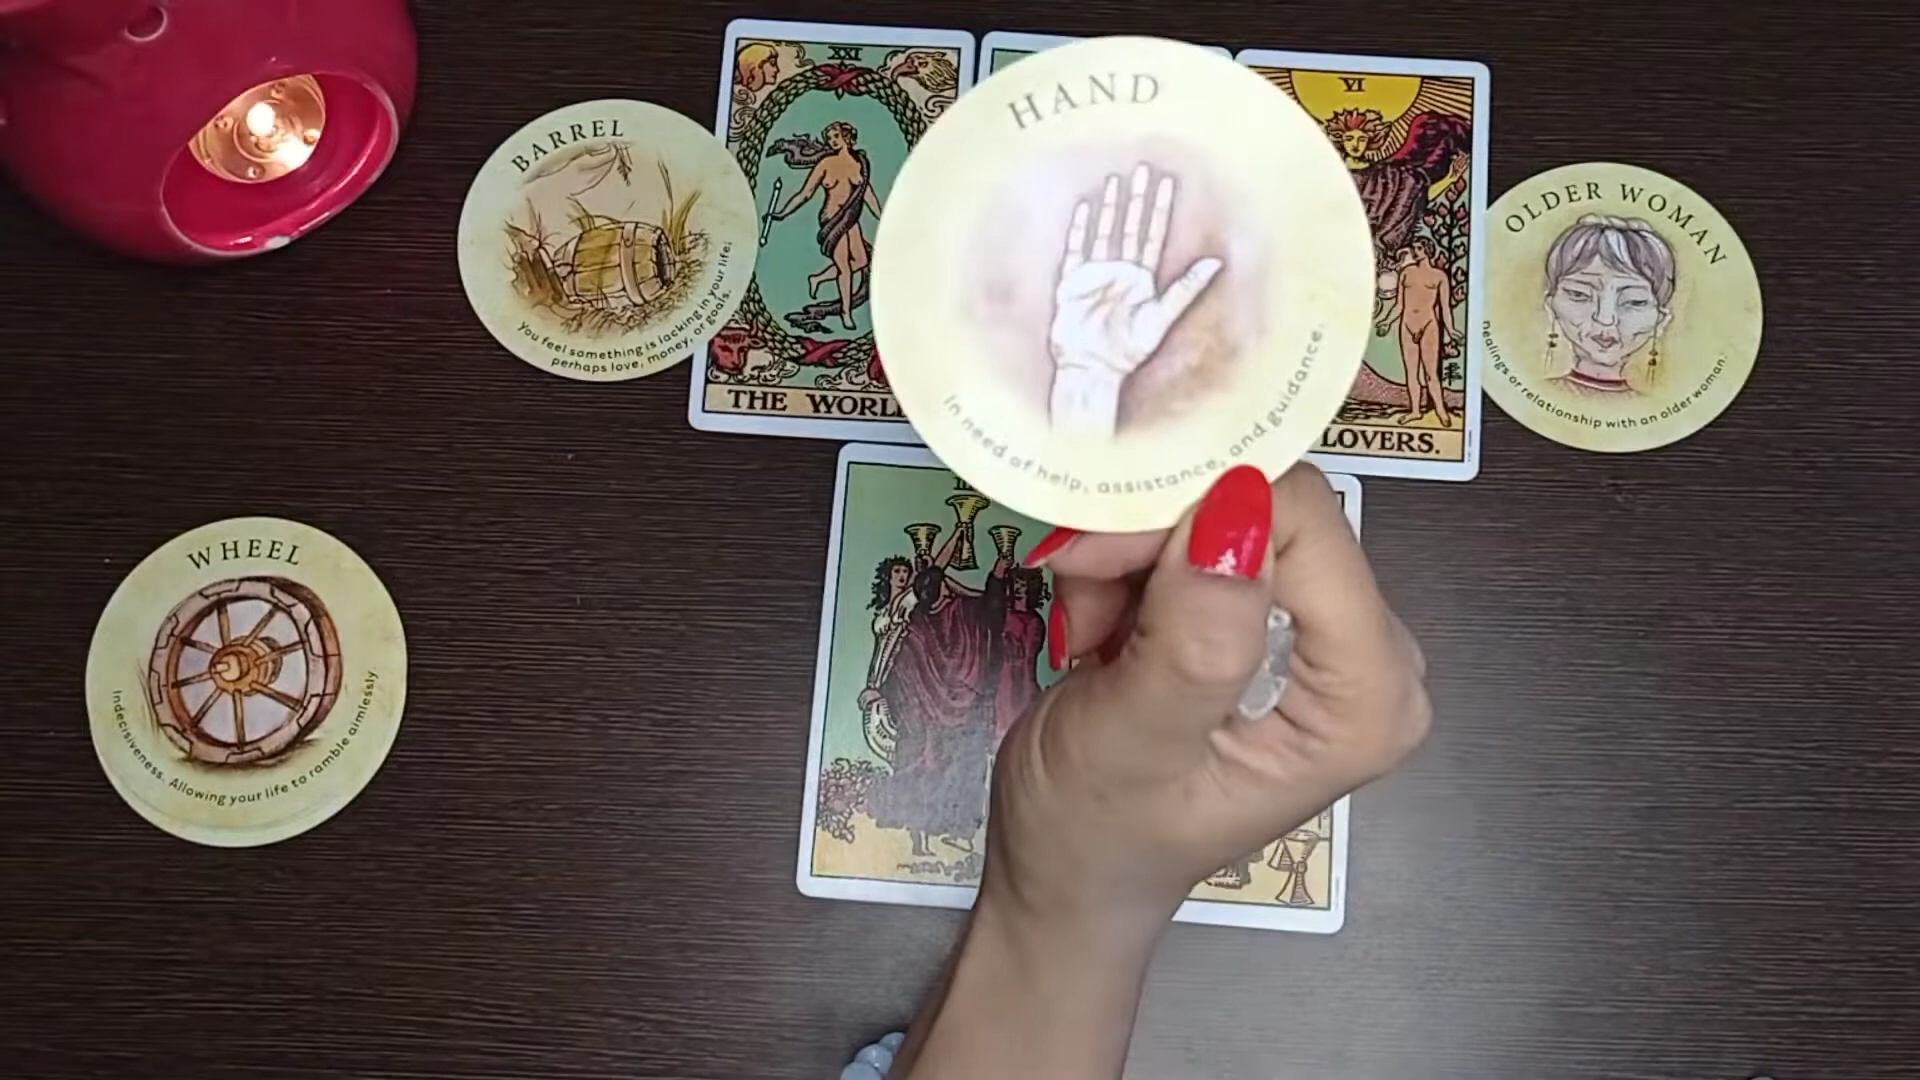 XXI
THE WORL
VI
LOVERS.
BARREL
You feel something is lacking in your life;
perhaps love, money, or goals.
HAND
In need of help, assistance, and guidance.
OLDER WOMAN
Dealings or relationship with an older woman.
WHEEL
Indecisiveness. Allowing your life to ramble aimlessly.